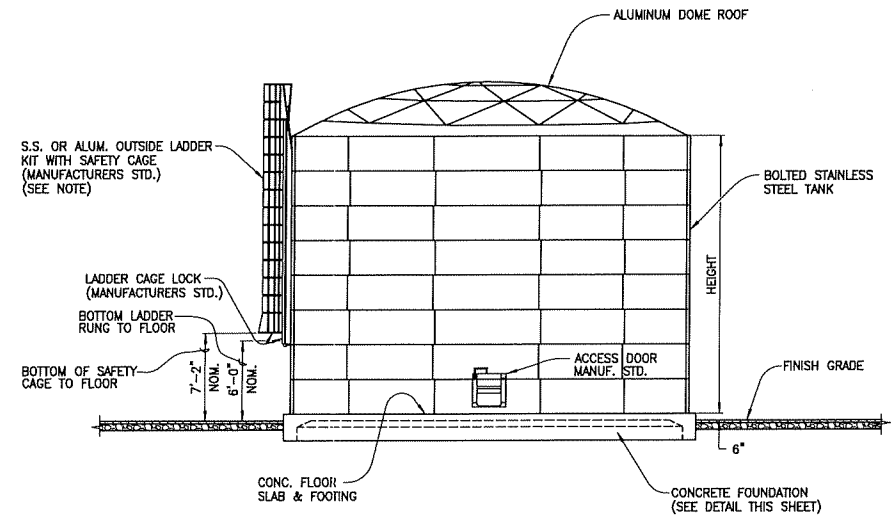 ALUMINUM DOME ROOF
S.S. OR ALUM. OUTSIDE LADDER
KIT WITH SAFETY CAGE
(MANUFACTURERS STD.)
(SEE NOTE)
BOLTED STAINLESS
STEEL TANK
HEIGHT
LADDER CAGE LOCK
(MANUFACTURERS STD.)
BOTTOM LADDER
RUNG TO FLOOR
BOTTOM OF SAFETY
CAGE TO FLOOR
7'-2"
NOM.
6'-0"
NOM.
ACCESS DOOR
MANUF. STD.
FINISH GRADE
6"
CONC. FLOOR
SLAB & FOOTING
CONCRETE FOUNDATION
(SEE DETAIL THIS SHEET)